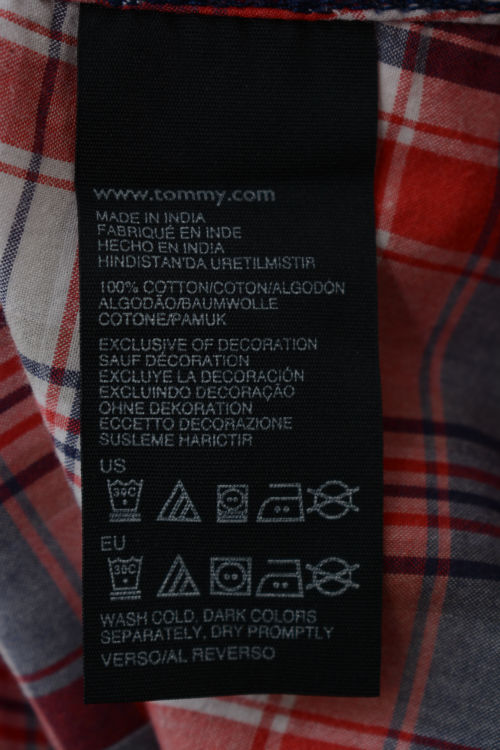 www.tommy.com
MADE IN INDIA
FABRIQUÉ EN INDE
HECHO EN INDIA
HINDISTAN'DA URETILMISTIR
100% COTTON/COTON/ALGODÓN
ALGODÃO/BAUMWOLLE
COTONE/PAMUK
EXCLUSIVE OF DECORATION
SAUF DÉCORATION
EXCLUYE LA DECORACIÓN
EXCLUINDO DECORAÇÃO
OHNE DEKORATION
ECCETTO DECORAZIONE
SUSLEME HARICTIR
US
30C
EU
30C
WASH COLD, DARK COLORS
SEPARATELY, DRY PROMPTLY
VERSO/AL REVERSO